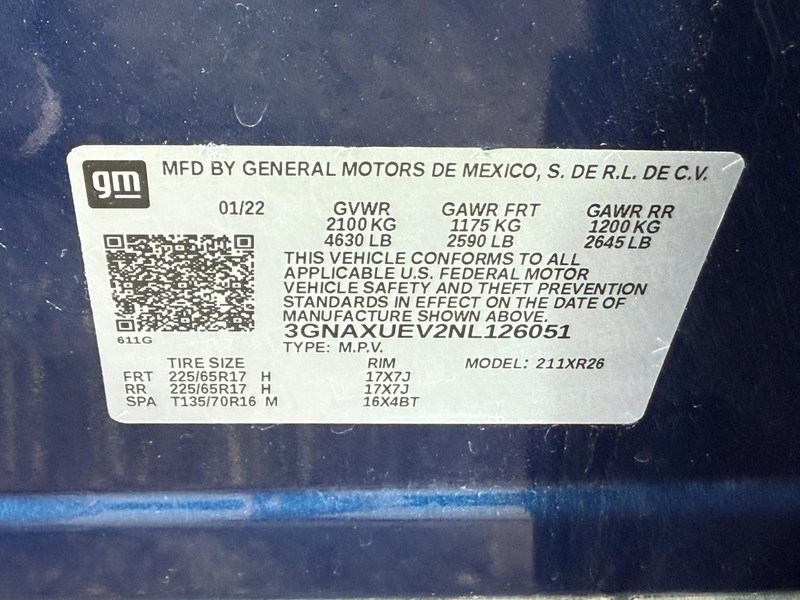 gm
MFD BY GENERAL MOTORS DE MEXICO, S. DE R.L. DE C.V.
01/22 GVWR GAWR FRT GAWR RR
2100 KG 1175 KG 1200 KG
4630 LB 2590 LB 2645 LB
THIS VEHICLE CONFORMS TO ALL
APPLICABLE U.S. FEDERAL MOTOR
VEHICLE SAFETY AND THEFT PREVENTION
STANDARDS IN EFFECT ON THE DATE OF
MANUFACTURE SHOWN ABOVE.
3GNAXUEV2NL126051
611G
TYPE: M.P.V.
TIRE SIZE RIM MODEL: 211XR26
FRT 225/65R17 H 17X7J
RR 225/65R17 H 17X7J
SPA T135/70R16 M 16X4BT